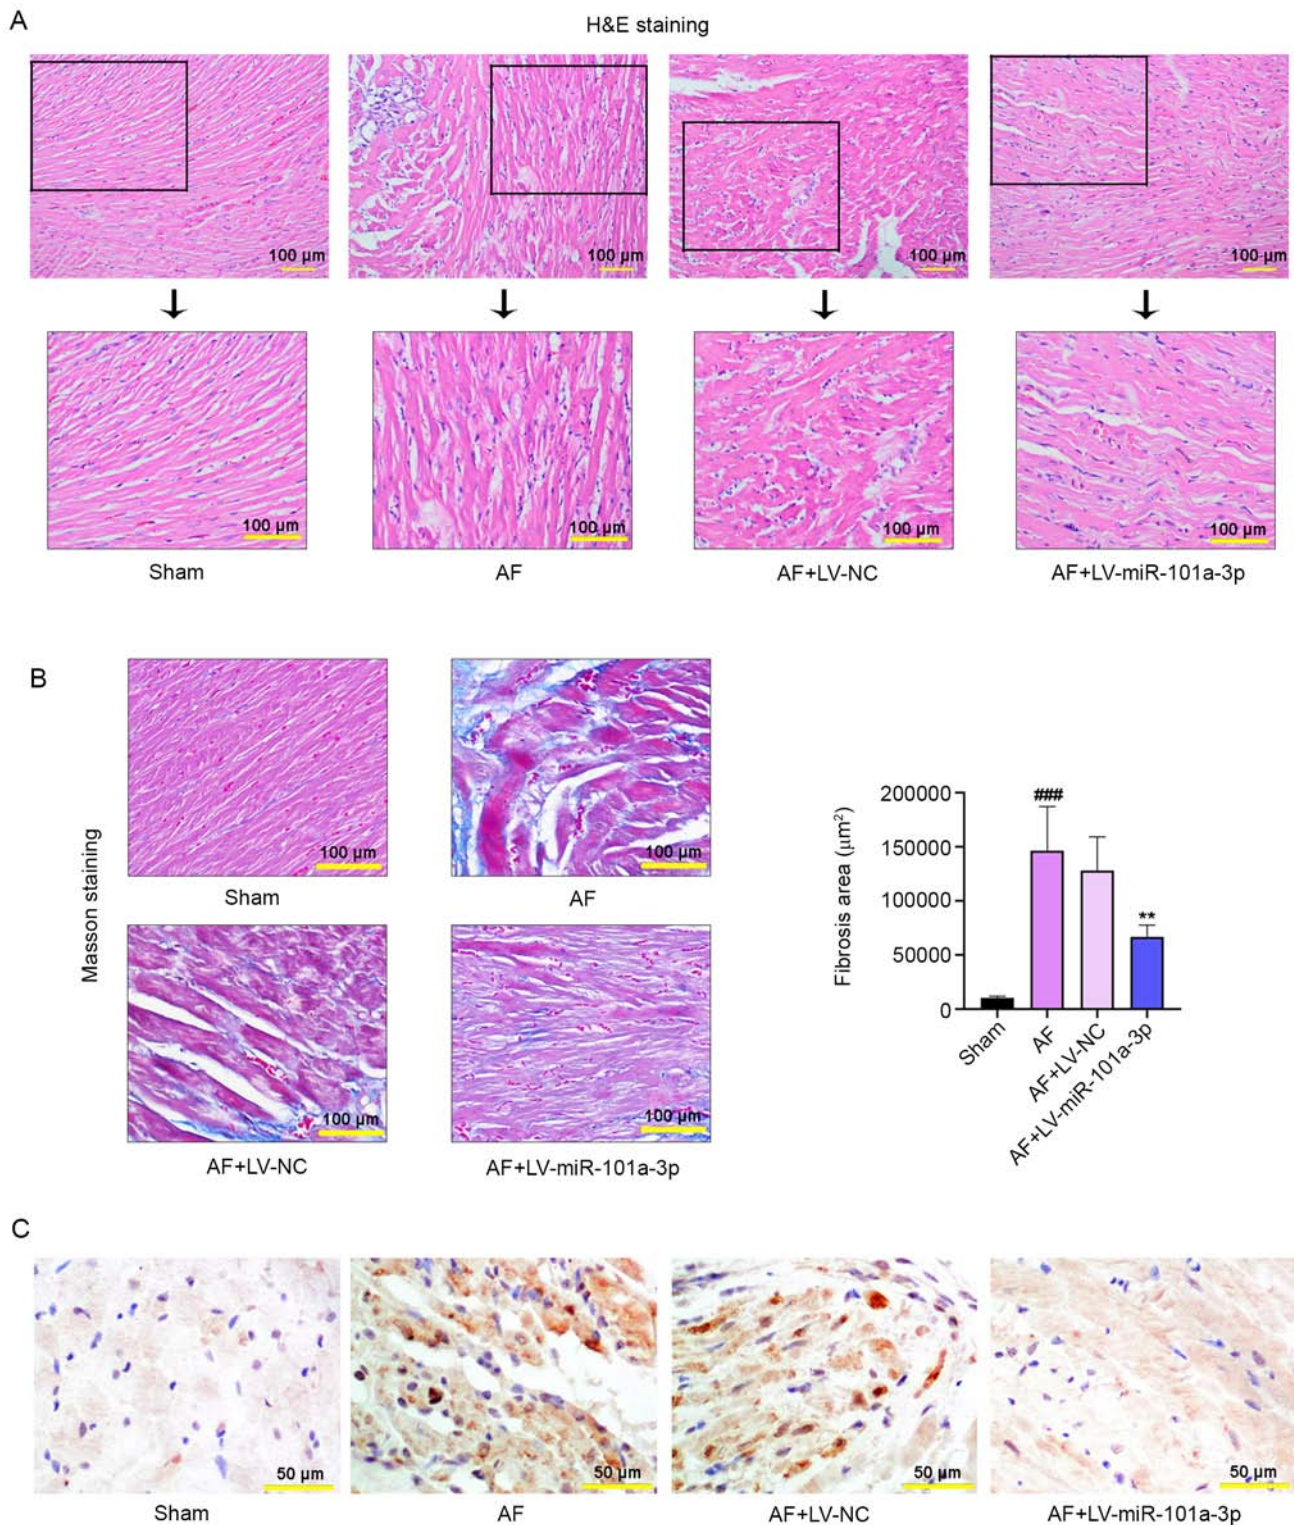 A
H&E staining
100 µm
100 µm
100 µm
100 µm
100 µm
100 µm
100 µm
100 µm
Sham
AF
AF+LV-NC
AF+LV-miR-101a-3p
B
Masson staining
100 µm
100 µm
Sham
AF
100 µm
100 µm
AF+LV-NC
AF+LV-miR-101a-3p
Fibrosis area (µm²)
200000
150000
100000
50000
0
###
**
Sham
AF
AF+LV-NC
AF+LV-miR-101a-3p
C
50 µm
50 µm
50 µm
50 µm
Sham
AF
AF+LV-NC
AF+LV-miR-101a-3p